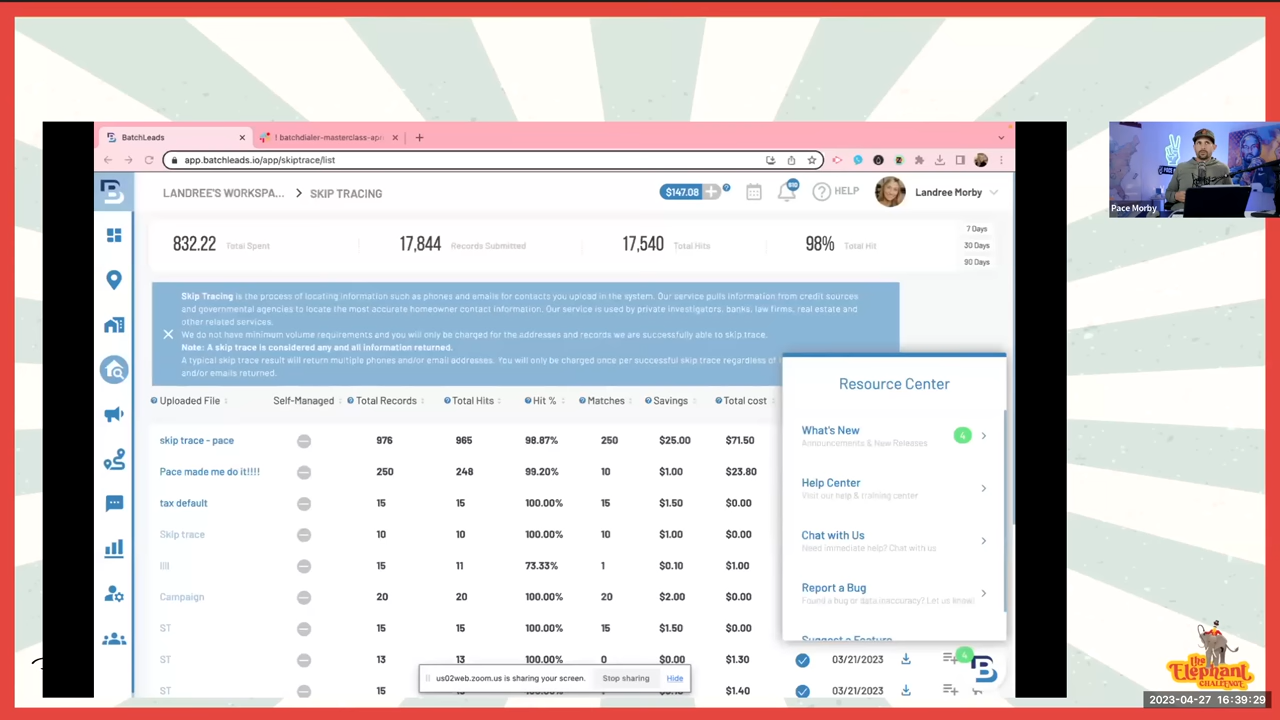 BatchLeads
! batchdialer-masterclass-apr
app.batchleads.io/app/skiptrace/list
LANDREE'S WORKSPA... > SKIP TRACING
$147.08
910
HELP
Landree Morby
Pace Morby
832.22 Total Spent
17,844 Records Submitted
17,540 Total Hits
98% Total Hit
7 Days
30 Days
90 Days
Skip Tracing is the process of locating information such as phones and emails for contacts you upload in the system. Our service pulls information from credit sources
and governmental agencies to locate the most accurate homeowner contact information. Our service is used by private investigators, banks, law firms, real estate and
other related services.
We do not have minimum volume requirements and you will only be charged for the addresses and records we are successfully able to skip trace.
Note: A skip trace is considered any and all information returned.
A typical skip trace result will return multiple phones and/or email addresses. You will only be charged once per successful skip trace regardless of
and/or emails returned.
Uploaded File Self-Managed Total Records Total Hits Hit % Matches Savings Total cost
skip trace - pace 976 965 98.87% 250 $25.00 $71.50
Pace made me do it!!!! 250 248 99.20% 10 $1.00 $23.80
tax default 15 15 100.00% 15 $1.50 $0.00
Skip trace 10 10 100.00% 10 $1.00 $0.00
llll 15 11 73.33% 1 $0.10 $1.00
Campaign 20 20 100.00% 20 $2.00 $0.00
ST 15 15 100.00% 15 $1.50 $0.00
ST 13 13 100.00% 0 $0.00 $1.30 03/21/2023
ST 15 100.00% $1.40 03/21/2023
Resource Center
What's New
Announcements & New Releases
4
Help Center
Visit our help & training center
Chat with Us
Need immediate help? Chat with us
Report a Bug
Found a bug or data inaccuracy? Let us know!
Suggest a Feature
4
us02web.zoom.us is sharing your screen. Stop sharing Hide
the Elephant
CHALLENGE
2023-04-27 16:39:29